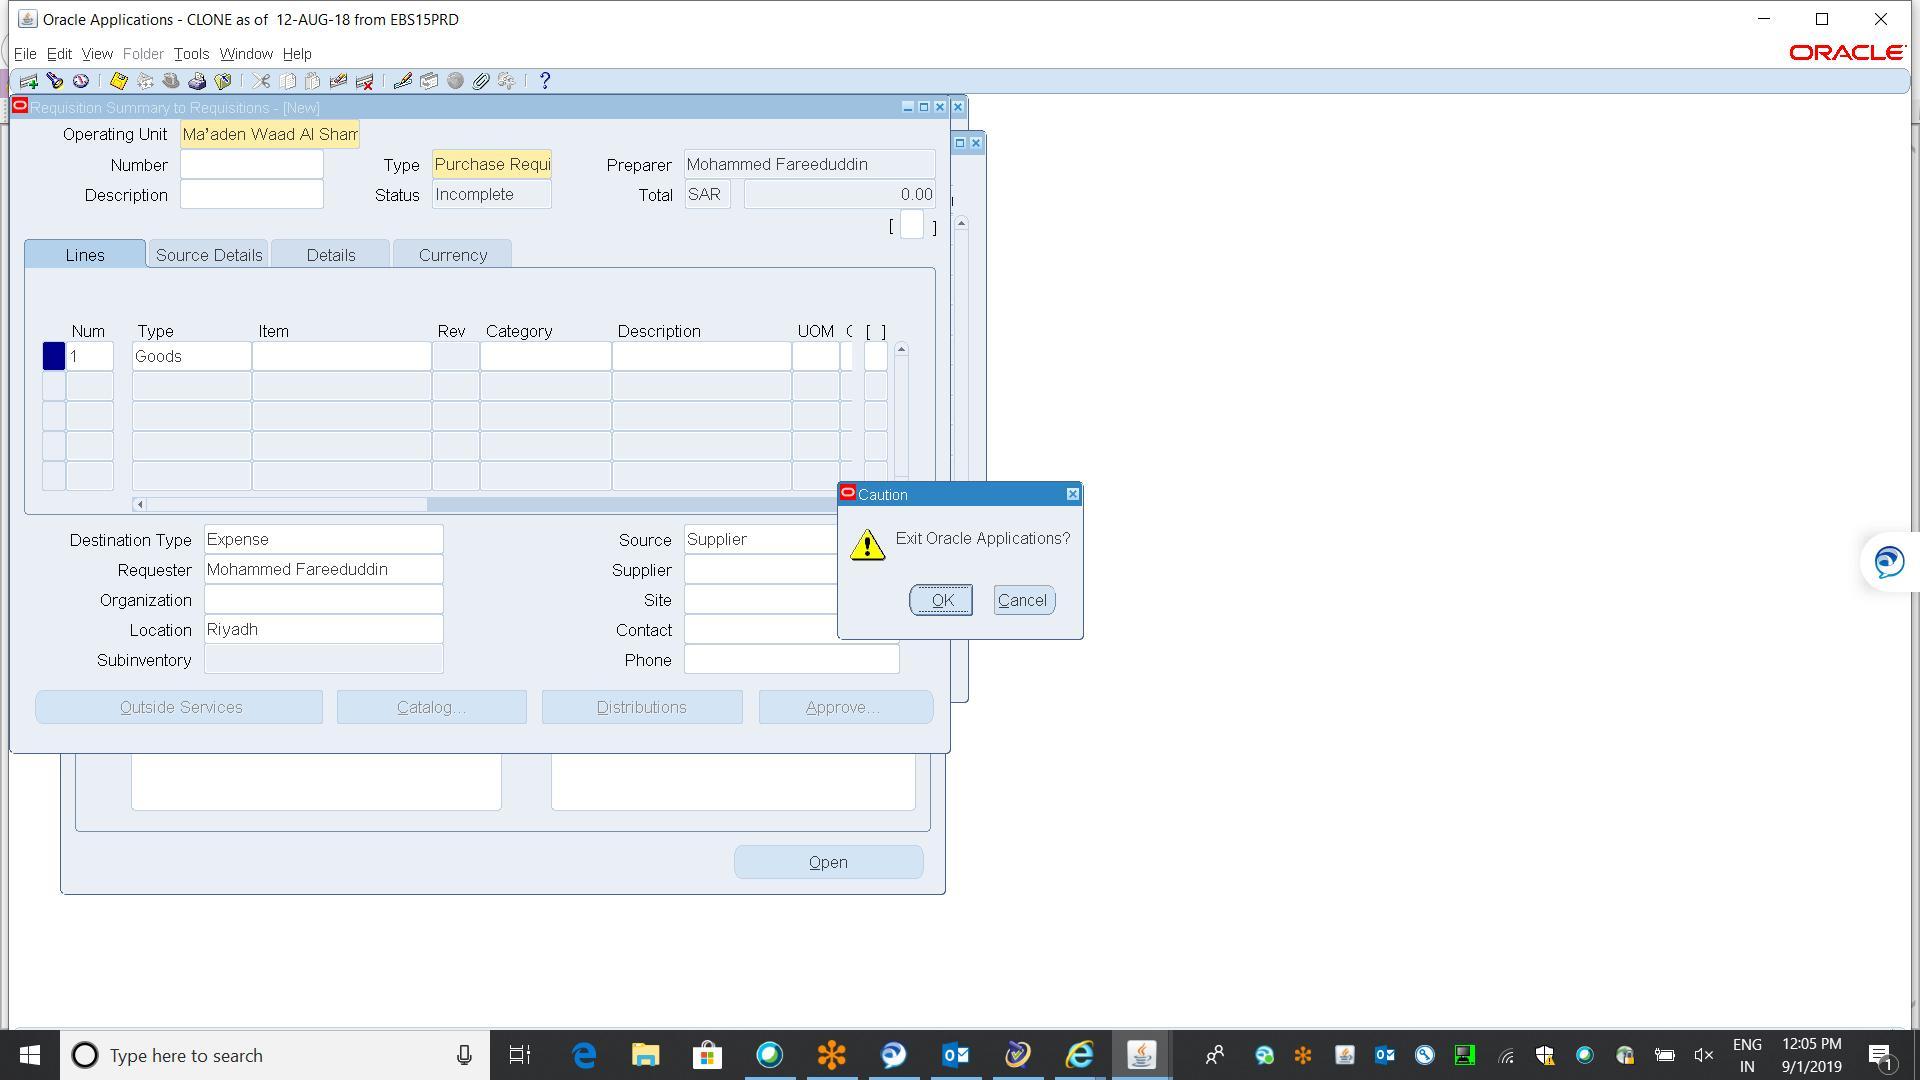 Oracle Applications - CLONE as of  12-AUG-18 from EBS15PRD
File Edit View Folder Tools Window Help
ORACLE
Requisition Summary to Requisitions - [New]
Operating Unit Ma'aden Waad Al Sham
Number Type Purchase Requi Preparer Mohammed Fareeduddin
Description Status Incomplete Total SAR 0.00
[ ]
Lines Source Details Details Currency
Num Type Item Rev Category Description UOM [ ]
1 Goods
Caution
Exit Oracle Applications?
OK Cancel
Destination Type Expense Source Supplier
Requester Mohammed Fareeduddin Supplier
Organization Site
Location Riyadh Contact
Subinventory Phone
Outside Services Catalog... Distributions Approve...
Open
Type here to search
ENG 12:05 PM
IN 9/1/2019
1